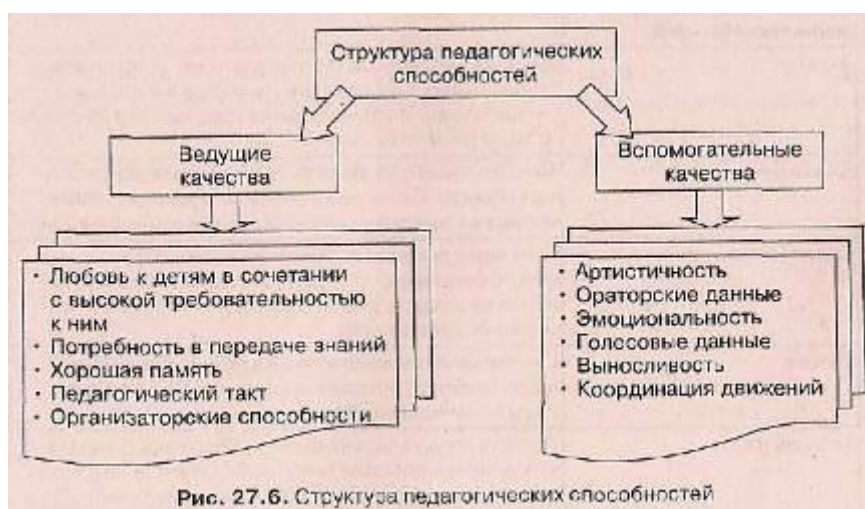 Структура педагогических
способностей
Ведущие
качества
Вспомогательные
качества
• Любовь к детям в сочетании
с высокой требовательностью
к ним
• Потребность в передаче знаний
• Хорошая память
• Педагогический такт
• Организаторские способности
• Артистичность
• Ораторские данные
• Эмоциональность
• Голосовые данные
• Выносливость
• Координация движений
Рис. 27.6. Структура педагогических способностей